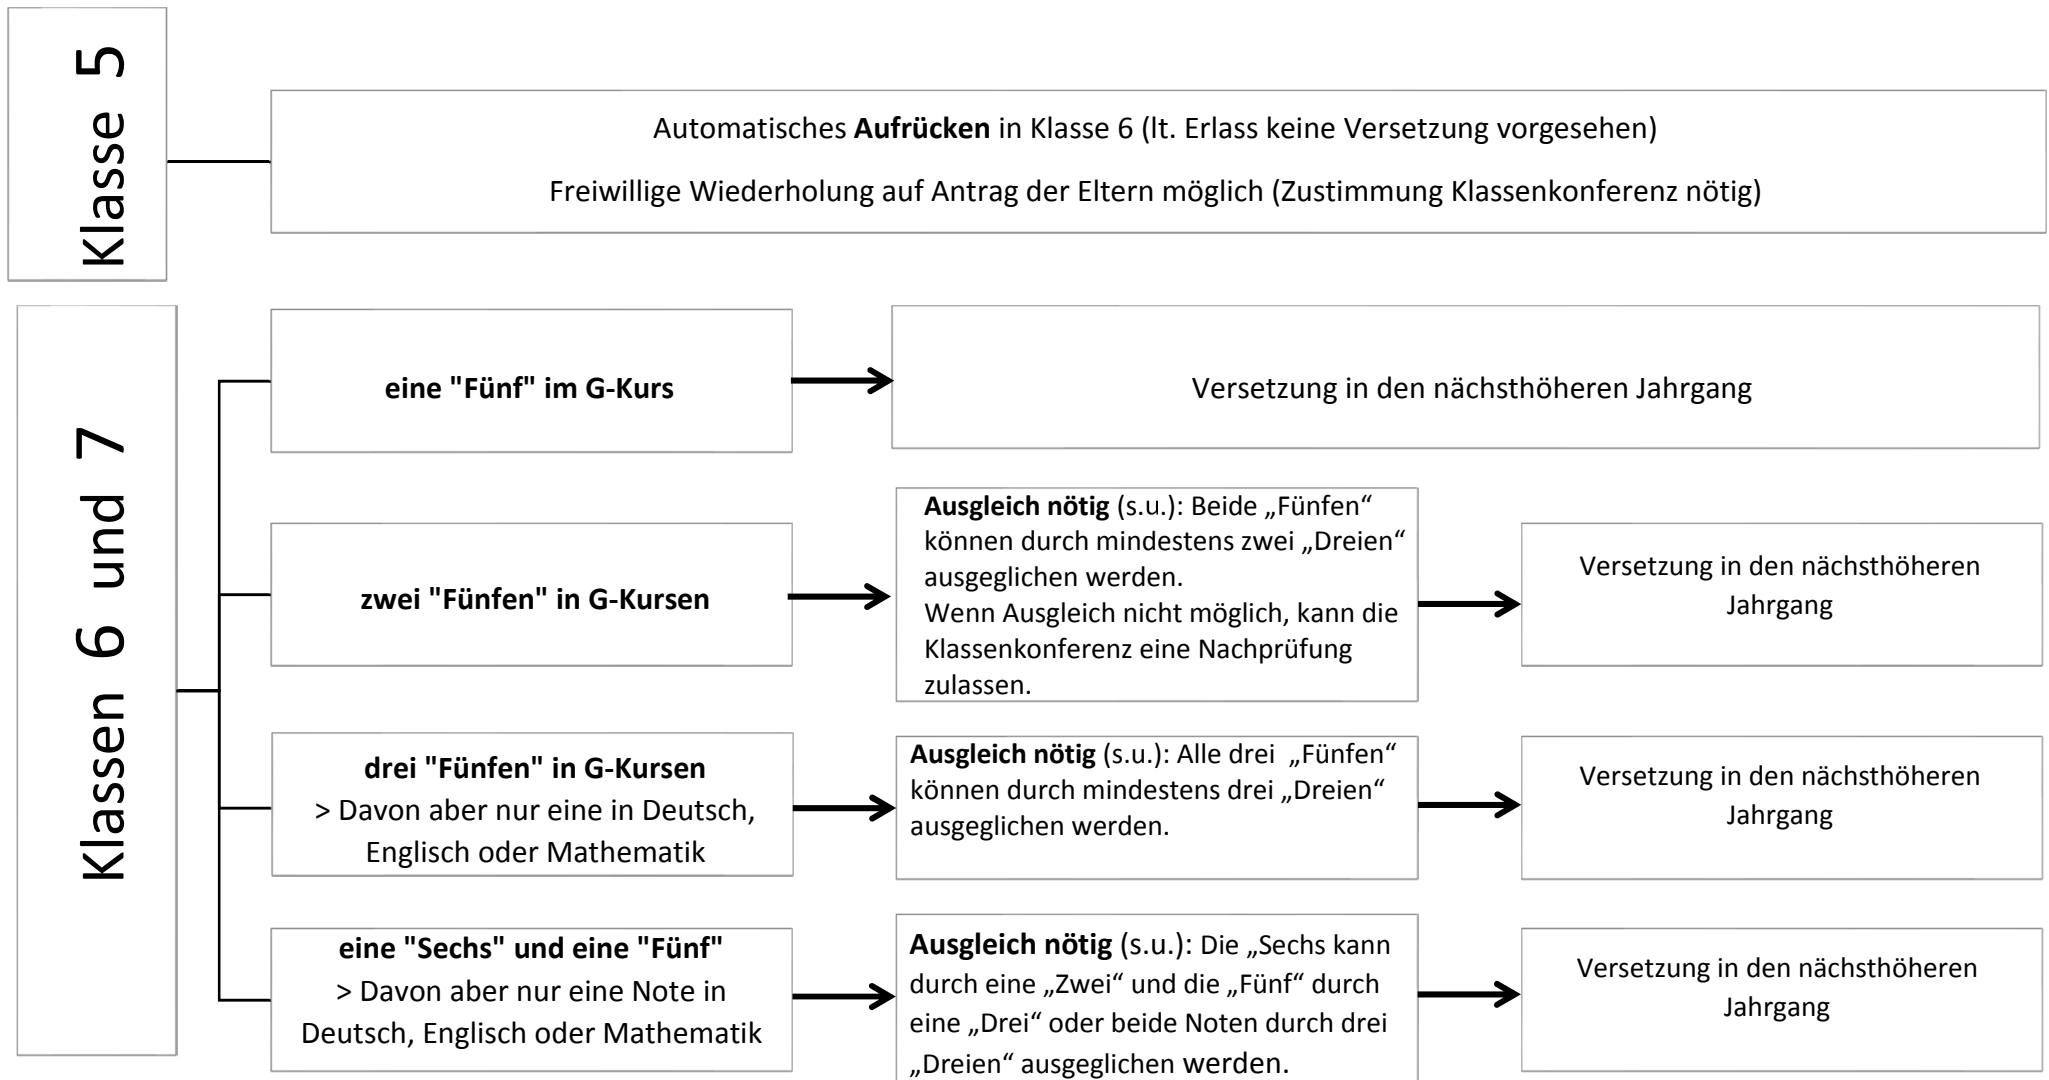 Klasse 5
Automatisches Aufrücken in Klasse 6 (lt. Erlass keine Versetzung vorgesehen)
Freiwillige Wiederholung auf Antrag der Eltern möglich (Zustimmung Klassenkonferenz nötig)
Klassen 6 und 7
eine "Fünf" im G-Kurs
Versetzung in den nächsthöheren Jahrgang
zwei "Fünfen" in G-Kursen
Ausgleich nötig (s.u.): Beide „Fünfen“
können durch mindestens zwei „Dreien“
ausgeglichen werden.
Wenn Ausgleich nicht möglich, kann die
Klassenkonferenz eine Nachprüfung
zulassen.
Versetzung in den nächsthöheren
Jahrgang
drei "Fünfen" in G-Kursen
> Davon aber nur eine in Deutsch,
Englisch oder Mathematik
Ausgleich nötig (s.u.): Alle drei „Fünfen“
können durch mindestens drei „Dreien“
ausgeglichen werden.
Versetzung in den nächsthöheren
Jahrgang
eine "Sechs" und eine "Fünf"
> Davon aber nur eine Note in
Deutsch, Englisch oder Mathematik
Ausgleich nötig (s.u.): Die „Sechs kann
durch eine „Zwei“ und die „Fünf“ durch
eine „Drei“ oder beide Noten durch drei
„Dreien“ ausgeglichen werden.
Versetzung in den nächsthöheren
Jahrgang